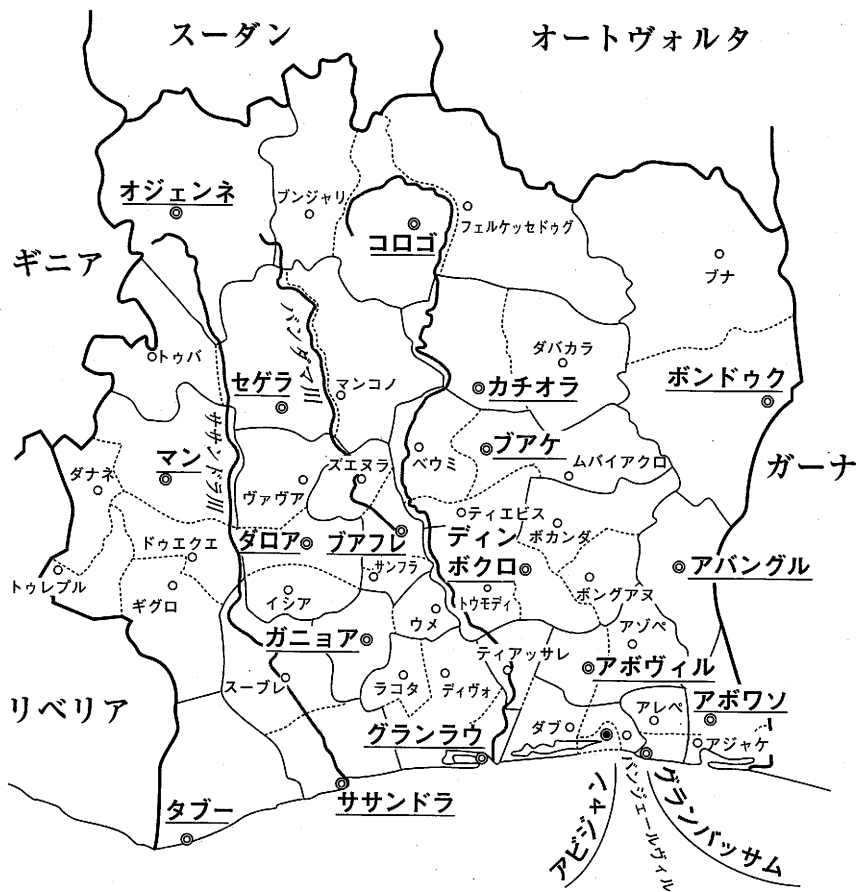 スーダン
オートヴォルタ
オジェンネ
ブンジャリ
コロゴ
フェルケッセドゥグ
ギニア
ブナ
トゥバ
バンダマ川
ダバカラ
セゲラ
マンコノ
カチオラ
ボンドゥク
ササンドラ川
マン
ダナネ
ヴァヴァア
ズエヌラ
ベウミ
ブアケ
ムバイアクロ
ガーナ
ティエビス
ドゥエクエ
ダロア
ブアフレ
ディン
ボクロ
ボカンダ
アバングル
トゥレプル
ギグロ
イシア
サンフラ
トウモディ
ボングアヌ
ウメ
ガニョア
アゾペ
ティアッサレ
アボヴィル
リベリア
スーブレ
ラコタ
ディヴォ
アボワソ
アレペ
グランラウ
ダブ
アジャケ
タブー
ササンドラ
アビジャン
バンジェールヴィル
グランバッサム